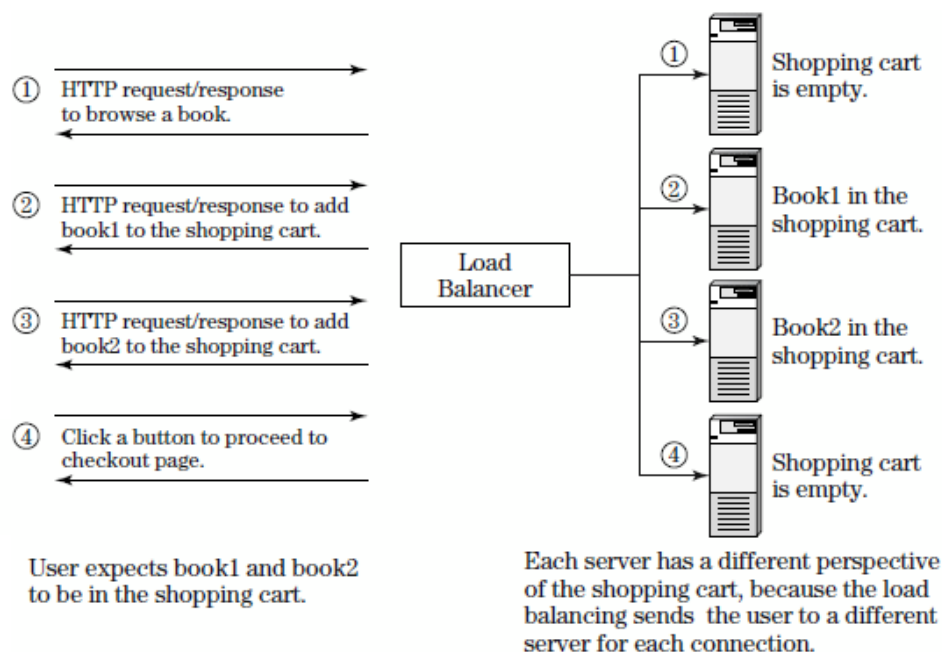 ①
HTTP request/response
to browse a book.
②
HTTP request/response to add
book1 to the shopping cart.
③
HTTP request/response to add
book2 to the shopping cart.
④
Click a button to proceed to
checkout page.
User expects book1 and book2
to be in the shopping cart.
Load
Balancer
①
Shopping cart
is empty.
②
Book1 in the
shopping cart.
③
Book2 in the
shopping cart.
④
Shopping cart
is empty.
Each server has a different perspective
of the shopping cart, because the load
balancing sends the user to a different
server for each connection.